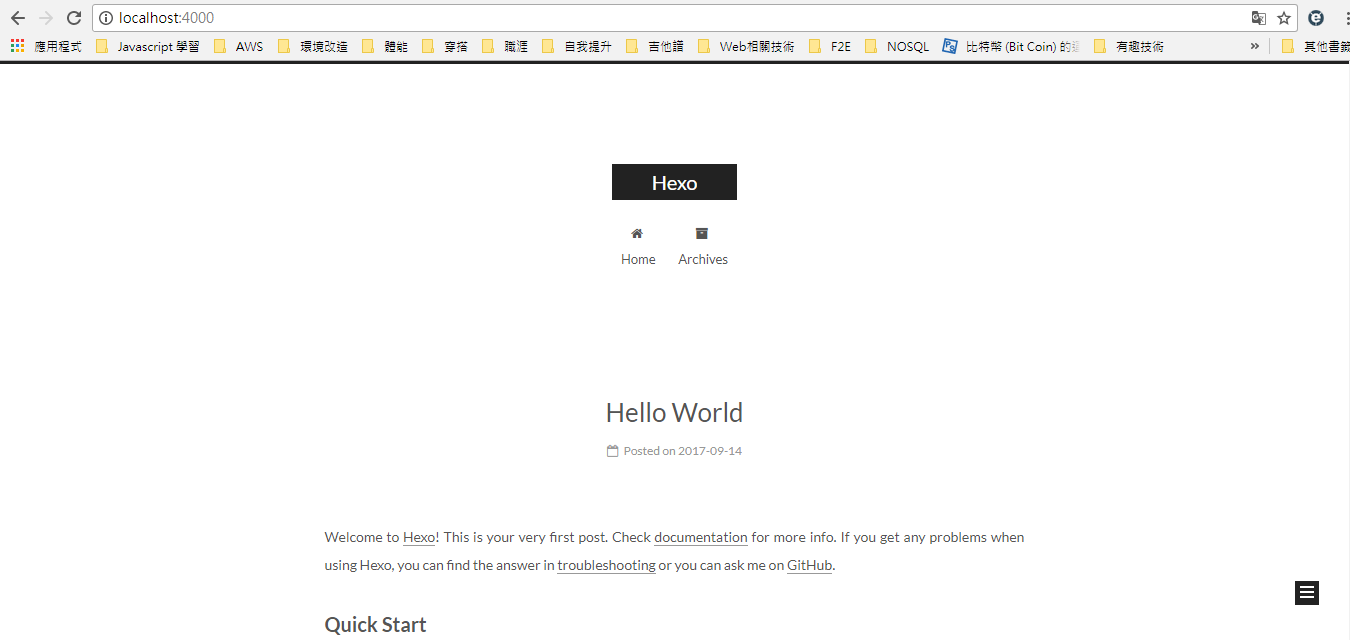 localhost:4000
應用程式 Javascript 學習 AWS 環境改造 體能 穿搭 職涯 自我提升 吉他譜 Web相關技術 F2E NOSQL 比特幣 (Bit Coin) 的 有趣技術 » 其他書籤
Hexo
Home Archives
Hello World
Posted on 2017-09-14
Welcome to Hexo! This is your very first post. Check documentation for more info. If you get any problems when
using Hexo, you can find the answer in troubleshooting or you can ask me on GitHub.
Quick Start